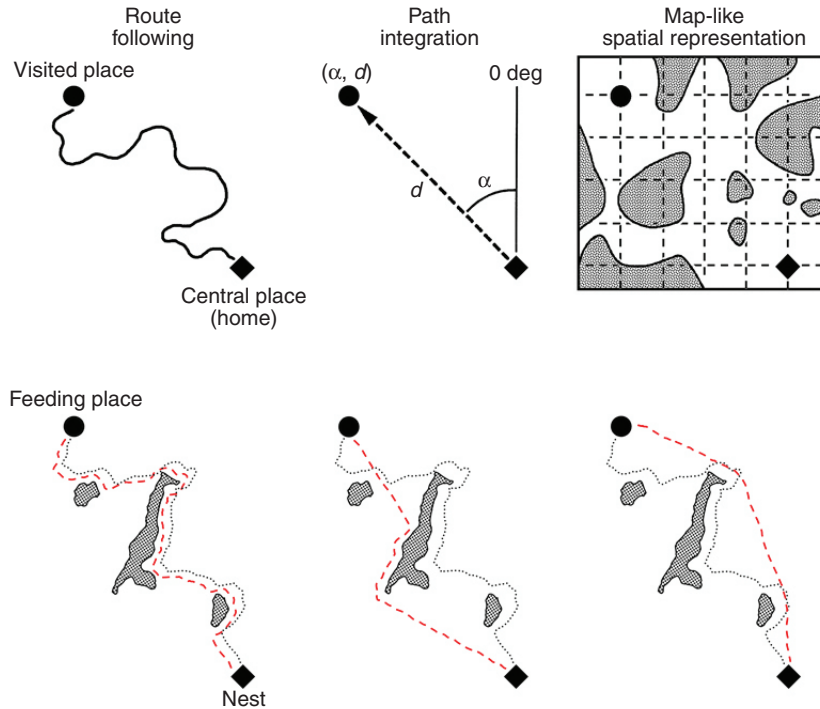 Route
following
Path
integration
Map-like
spatial representation
Visited place
(α, d)
0 deg
α
d
Central place
(home)
Feeding place
Nest